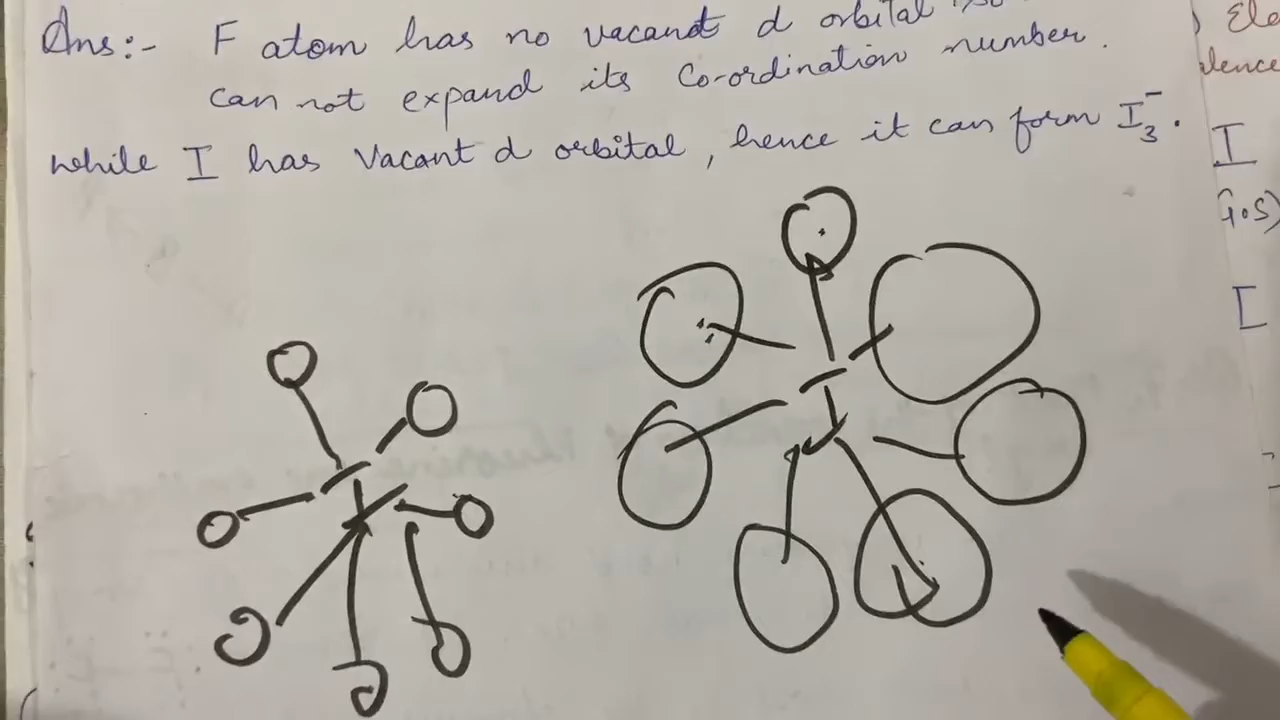 Ans:- F atom has no vacant d orbital so
can not expand its Co-ordination number.
while I has vacant d orbital, hence it can form I₃⁻.
I
I
I
(G.S)
I